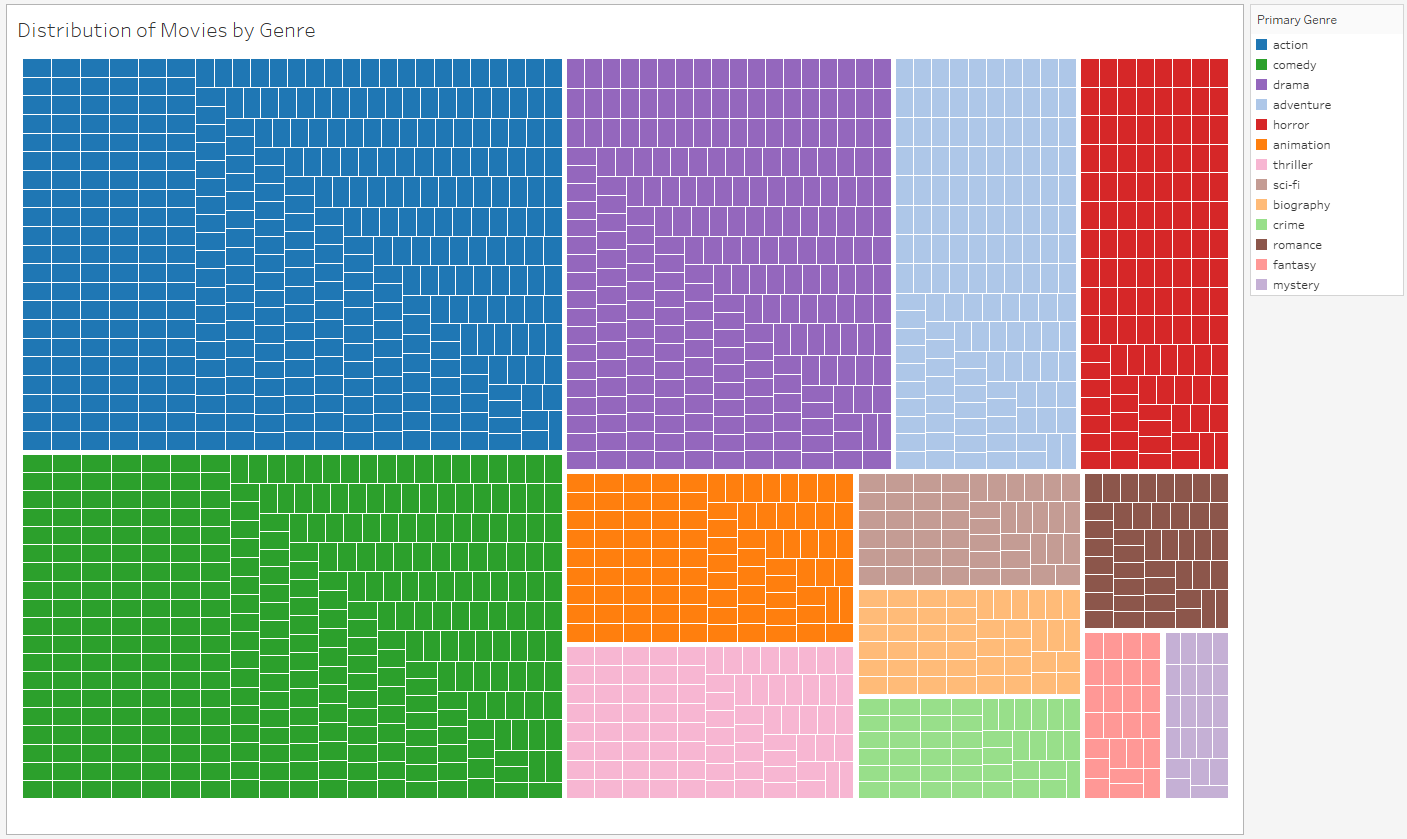 Distribution of Movies by Genre
Primary Genre
action
comedy
drama
adventure
horror
animation
thriller
sci-fi
biography
crime
romance
fantasy
mystery